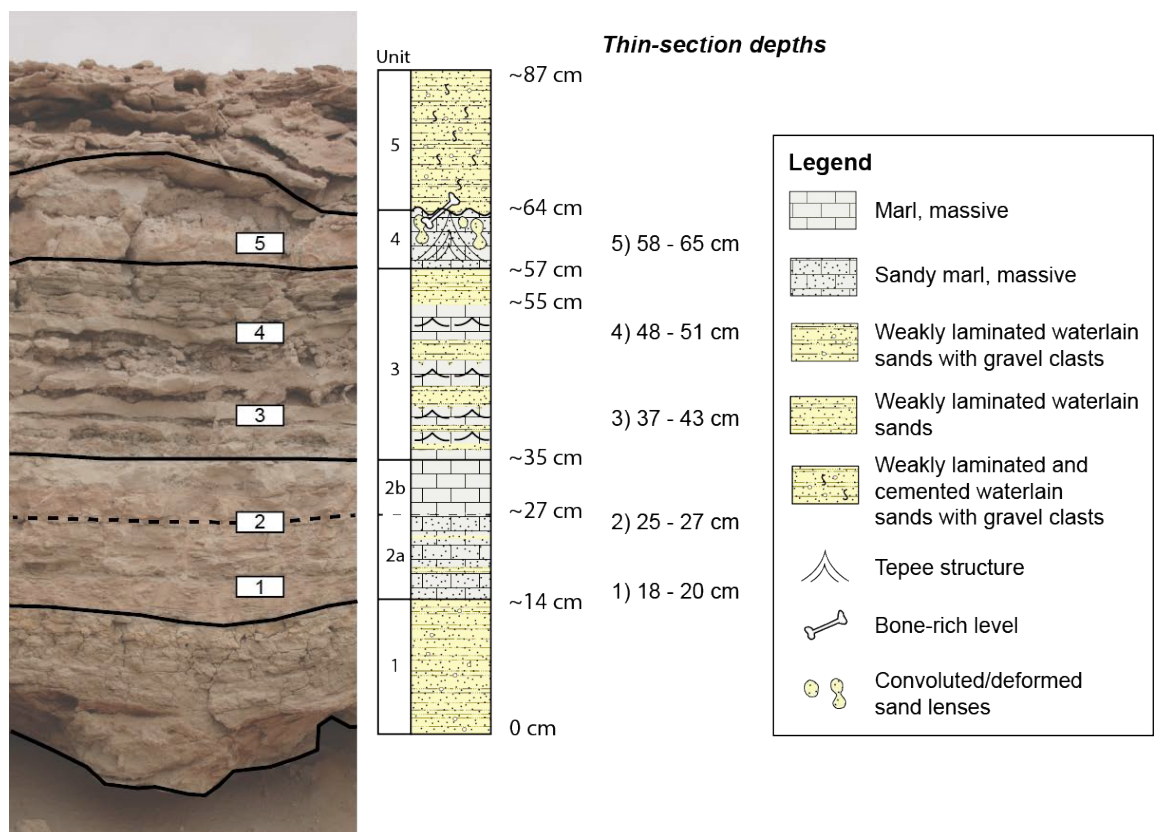 Thin-section depths
Unit
5
4
3
2b
2a
1
~87 cm
~64 cm
~57 cm
~55 cm
~35 cm
~27 cm
~14 cm
0 cm
5
4
3
2
1
5) 58 - 65 cm
4) 48 - 51 cm
3) 37 - 43 cm
2) 25 - 27 cm
1) 18 - 20 cm
Legend
Marl, massive
Sandy marl, massive
Weakly laminated waterlain
sands with gravel clasts
Weakly laminated waterlain
sands
Weakly laminated and
cemented waterlain
sands with gravel clasts
Tepee structure
Bone-rich level
Convoluted/deformed
sand lenses